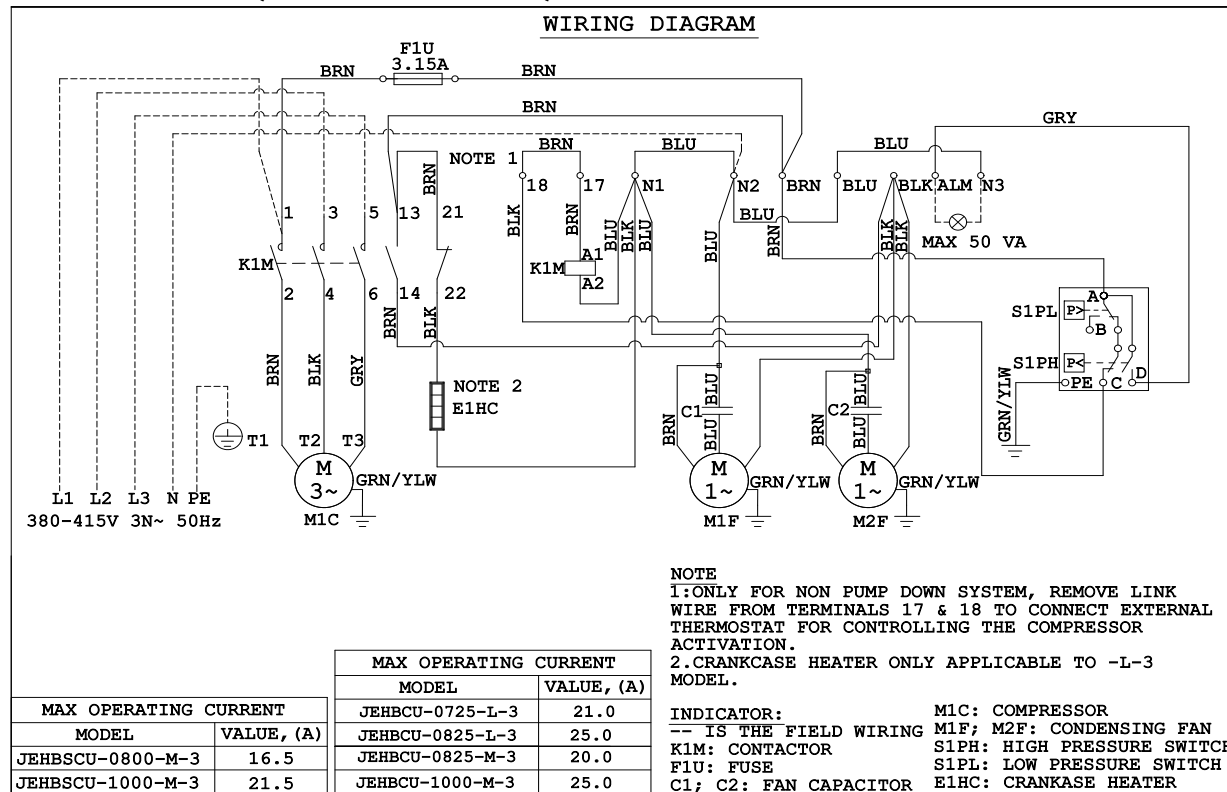 WIRING DIAGRAM
F1U
3.15A
BRN
BRN
BRN
GRY
NOTE 1
BRN
BLU
BLU
BRN
18
17
N1
N2
BRN
BLU
BLK
ALM
N3
BLK
BRN
BLU
BLK
BLU
BLU
BLU
BRN
BLK
BLK
MAX 50 VA
1
3
5
13
21
K1M
K1M
A1
A2
2
4
6
14
22
BRN
BLK
A
S1PL
P>
B
S1PH
P<
D
PE
C
GRN/YLW
BRN
BLK
GRY
NOTE 2
E1HC
BLU
BLU
C1
C2
BRN
BLU
BRN
BLU
T1
T2
T3
M
3~
GRN/YLW
M
1~
GRN/YLW
M
1~
GRN/YLW
L1
L2
L3
N
PE
380-415V 3N~ 50Hz
M1C
M1F
M2F
NOTE
1:ONLY FOR NON PUMP DOWN SYSTEM, REMOVE LINK
WIRE FROM TERMINALS 17 & 18 TO CONNECT EXTERNAL
THERMOSTAT FOR CONTROLLING THE COMPRESSOR
ACTIVATION.
2.CRANKCASE HEATER ONLY APPLICABLE TO -L-3
MODEL.
MAX OPERATING CURRENT
MODEL VALUE,(A)
JEHBSCU-0800-M-3 16.5
JEHBSCU-1000-M-3 21.5
MAX OPERATING CURRENT
MODEL VALUE,(A)
JEHBCU-0725-L-3 21.0
JEHBCU-0825-L-3 25.0
JEHBCU-0825-M-3 20.0
JEHBCU-1000-M-3 25.0
INDICATOR:
-- IS THE FIELD WIRING
K1M: CONTACTOR
F1U: FUSE
C1; C2: FAN CAPACITOR
M1C: COMPRESSOR
M1F; M2F: CONDENSING FAN
S1PH: HIGH PRESSURE SWITCH
S1PL: LOW PRESSURE SWITCH
E1HC: CRANKASE HEATER